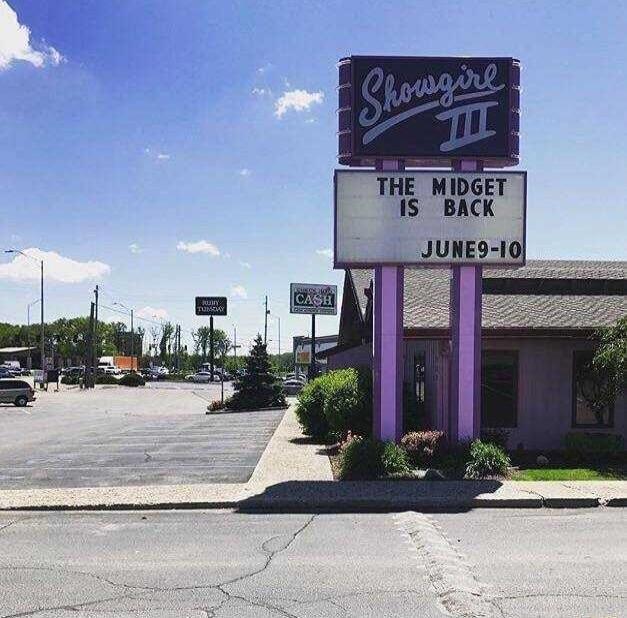 Showgirl
III
THE MIDGET
IS BACK
JUNE9-10
RUBY
TUESDAY
CASH